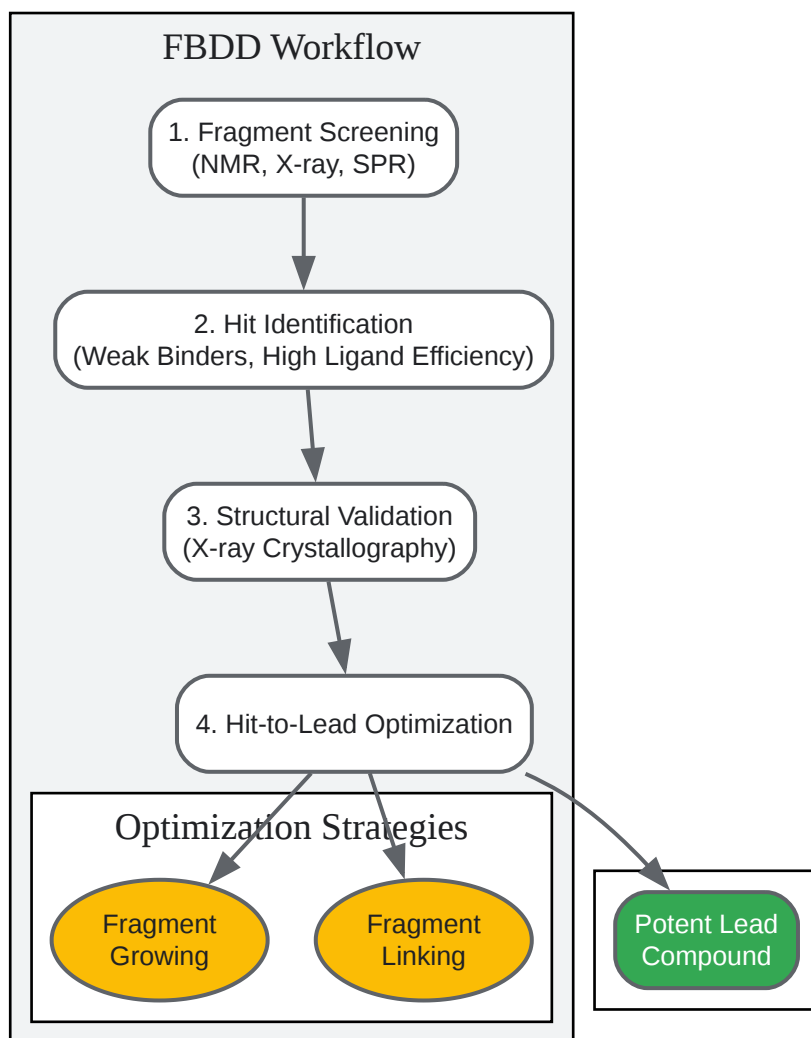 FBDD Workflow
1. Fragment Screening
(NMR, X-ray, SPR)
2. Hit Identification
(Weak Binders, High Ligand Efficiency)
3. Structural Validation
(X-ray Crystallography)
4. Hit-to-Lead Optimization
Optimization Strategies
Fragment
Growing
Fragment
Linking
Potent Lead
Compound